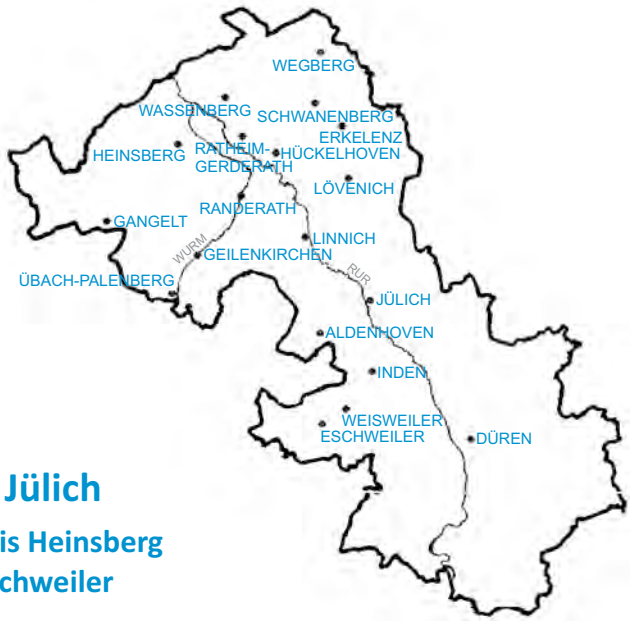 WEGBERG
WASSENBERG
SCHWANENBERG
ERKELENZ
HEINSBERG
RATHEIM-
GERDERATH
HÜCKELHOVEN
LÖVENICH
RANDERATH
GANGELT
LINNICH
WURM
GEILENKIRCHEN
RUR
ÜBACH-PALENBERG
JÜLICH
ALDENHOVEN
INDEN
WEISWEILER
ESCHWEILER
DÜREN
Jülich
is Heinsberg
chweiler